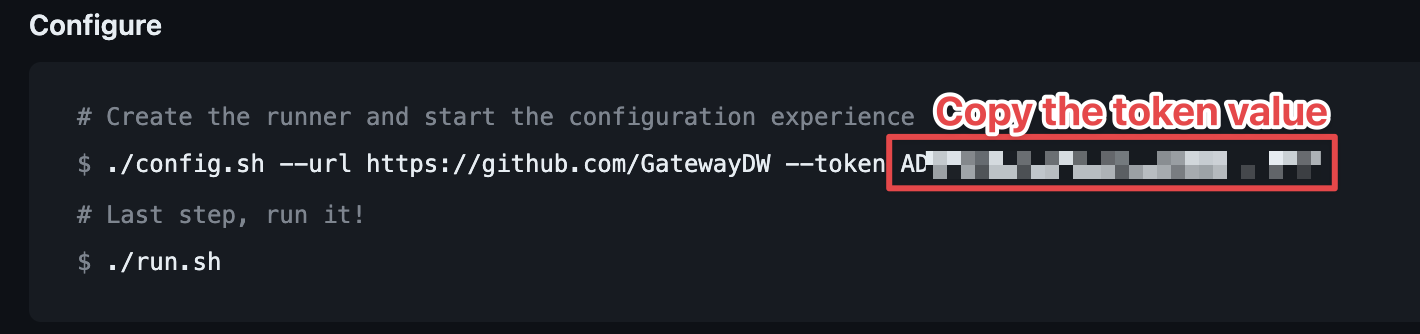 Configure
# Create the runner and start the configuration experience
Copy the token value
$ ./config.sh --url https://github.com/GatewayDW --token AD
# Last step, run it!
$ ./run.sh